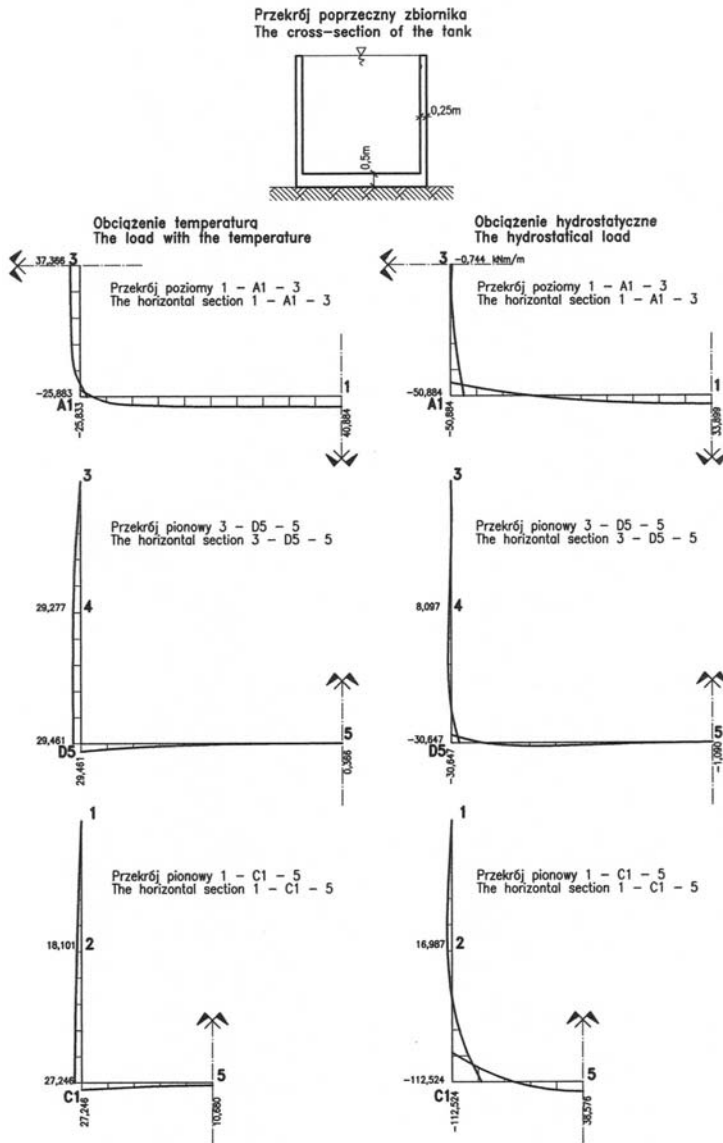 Przekrój poprzeczny zbiornika
The cross-section of the tank
0,25m
0,5m
Obciążenie temperaturą
The load with the temperature
37,366 3
Przekrój poziomy 1 - A1 - 3
The horizontal section 1 - A1 - 3
-25,883
A1
-25,833
1
40,884
Obciążenie hydrostatyczne
The hydrostatical load
3 -0,744 kNm/m
Przekrój poziomy 1 - A1 - 3
The horizontal section 1 - A1 - 3
-50,884
A1
-50,884
1
33,899
3
Przekrój pionowy 3 - D5 - 5
The horizontal section 3 - D5 - 5
29,277 4
29,461
D5
29,461
5
0,366
3
Przekrój pionowy 3 - D5 - 5
The horizontal section 3 - D5 - 5
8,097 4
-30,647
D5
-30,647
5
-1,090
1
Przekrój pionowy 1 - C1 - 5
The horizontal section 1 - C1 - 5
18,101 2
27,246
C1
27,246
5
10,680
1
Przekrój pionowy 1 - C1 - 5
The horizontal section 1 - C1 - 5
16,987 2
-112,524
C1
-112,524
5
38,576